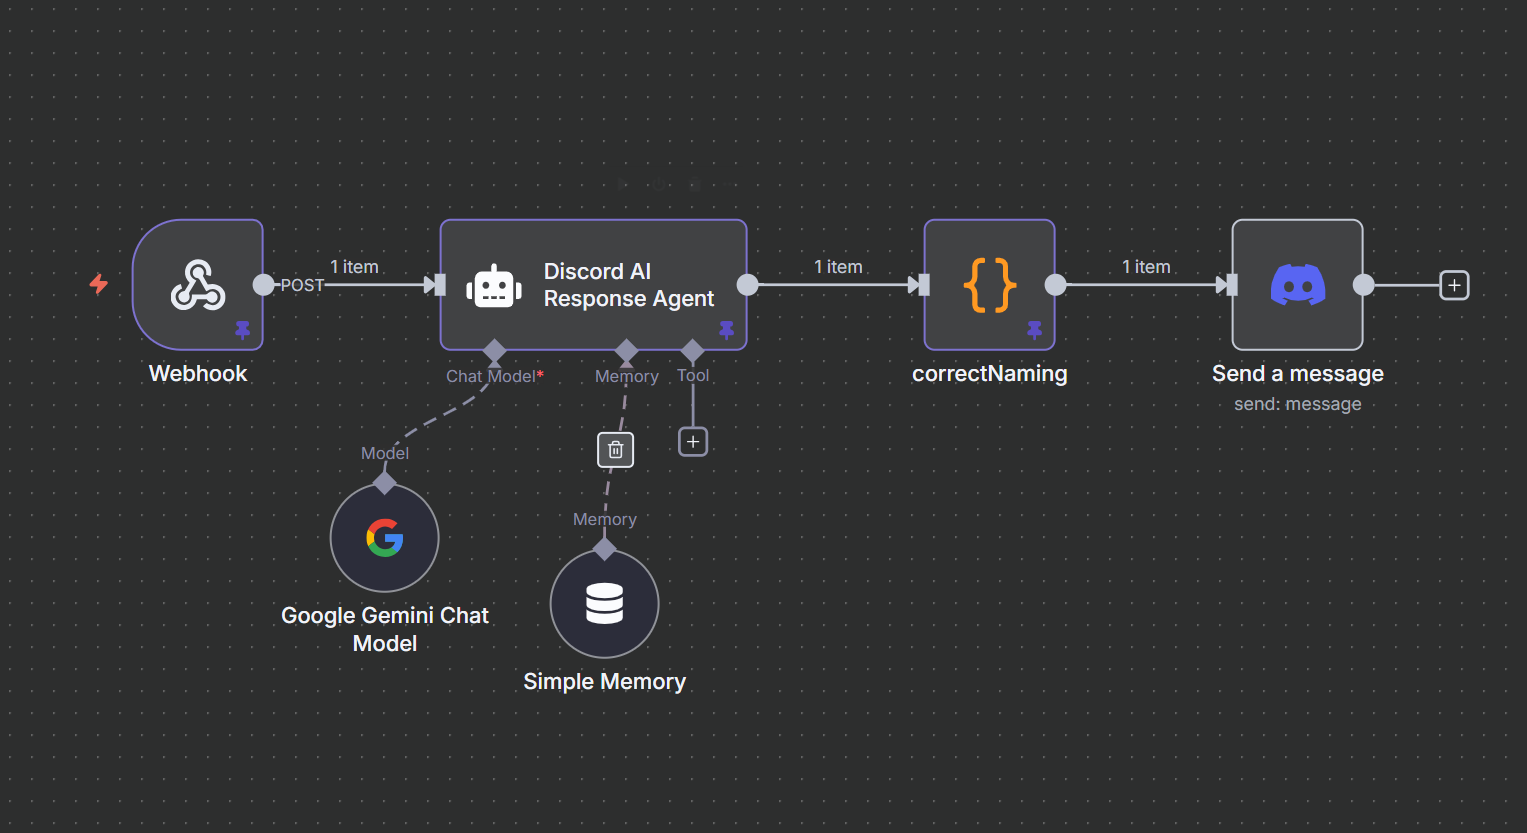 POST
1 item
Discord AI
Response Agent
1 item
1 item
Webhook
Chat Model*
Memory
Tool
correctNaming
Send a message
send: message
Model
Memory
Google Gemini Chat
Model
Simple Memory